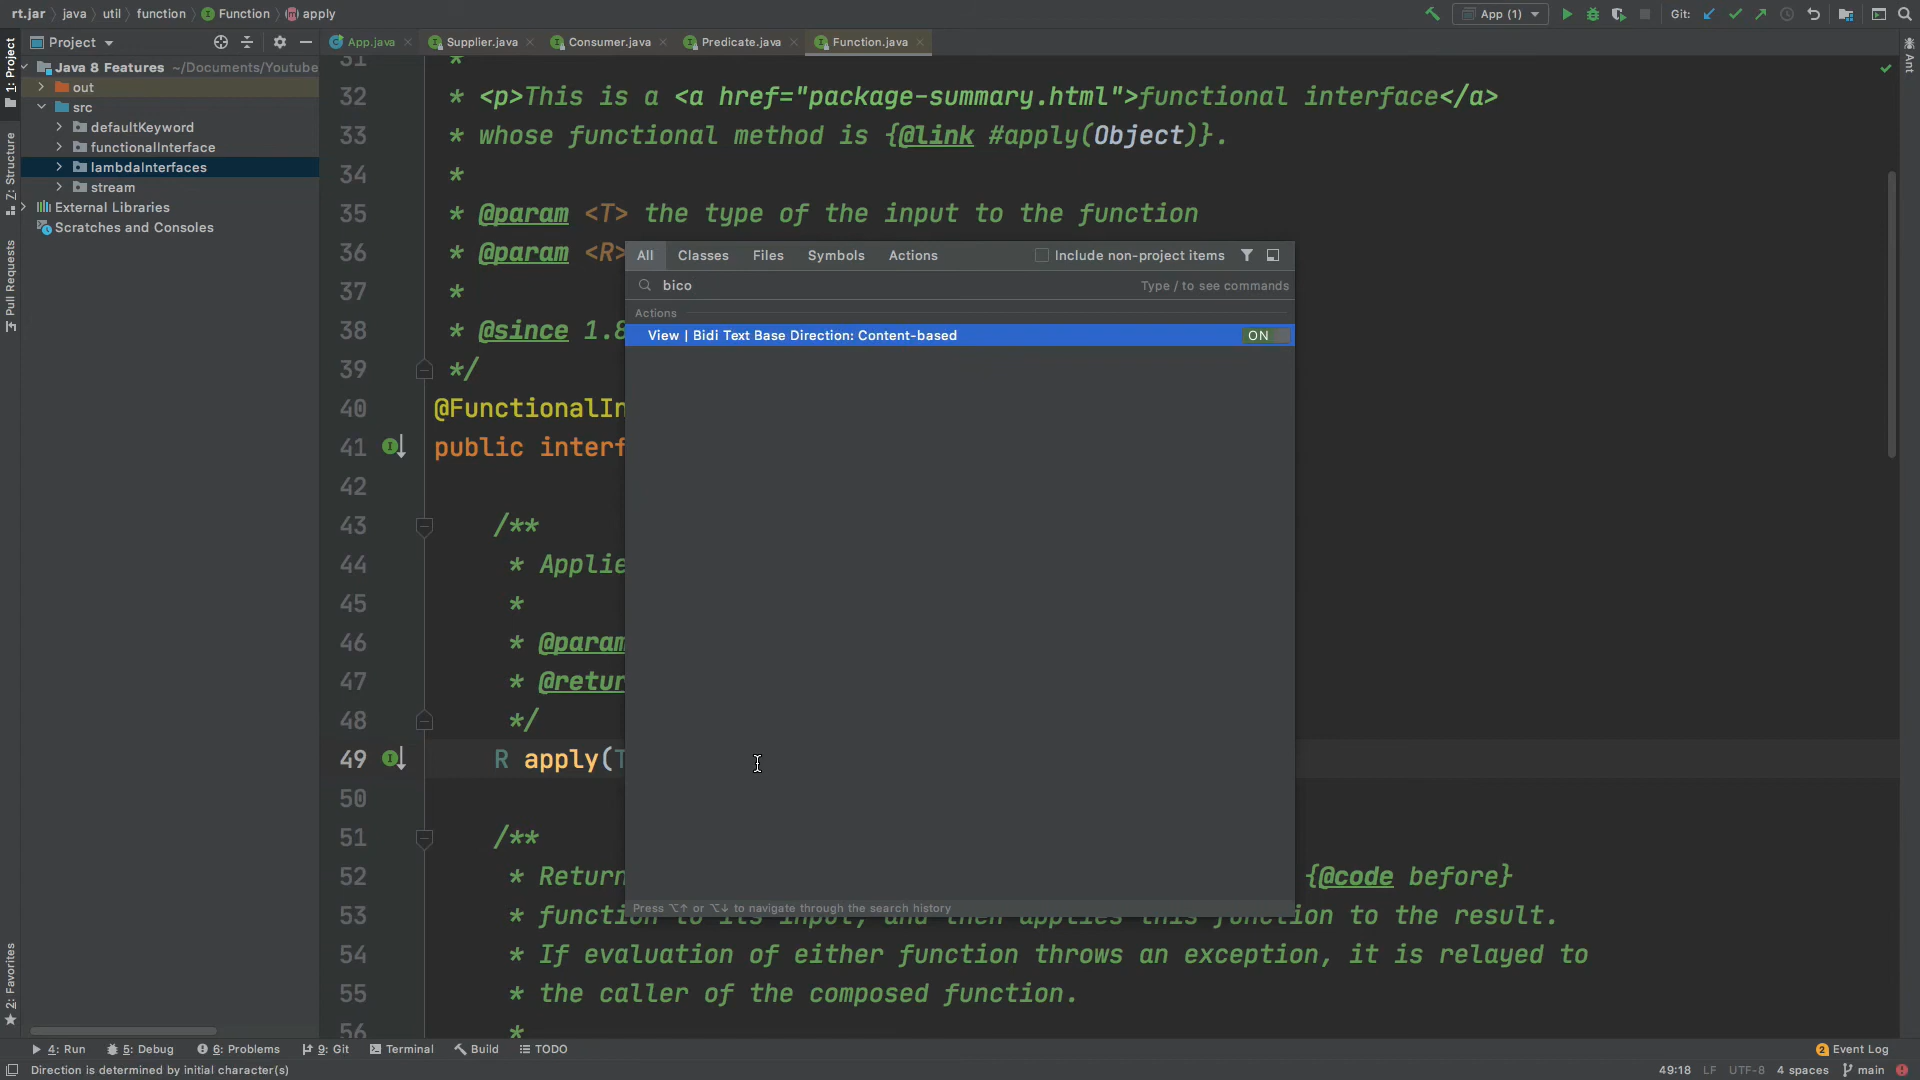 rt.jar java util function Function apply App (1) Git:
Project App.java Supplier.java Consumer.java Predicate.java Function.java
1: Project
Z: Structure
Pull Requests
2: Favorites
Ant
Java 8 Features ~/Documents/Youtube
out
src
defaultKeyword
functionalInterface
lambdaInterfaces
stream
External Libraries
Scratches and Consoles
31 *
32 * <p>This is a <a href="package-summary.html">functional interface</a>
33 * whose functional method is {@link #apply(Object)}.
34 *
35 * @param <T> the type of the input to the function
36 * @param <R>
37 *
38 * @since 1.8
39 */
40 @FunctionalIn
41 public interf
42
43 /**
44 * Applie
45 *
46 * @param
47 * @retur
48 */
49 R apply(T
50
51 /**
52 * Return {@code before}
53 * function to its input, and then applies this function to the result.
54 * If evaluation of either function throws an exception, it is relayed to
55 * the caller of the composed function.
56 *
All Classes Files Symbols Actions Include non-project items
bico Type / to see commands
Actions
View | Bidi Text Base Direction: Content-based ON
Press ⌥↑ or ⌥↓ to navigate through the search history
4: Run 5: Debug 6: Problems 9: Git Terminal Build TODO 2 Event Log
Direction is determined by initial character(s) 49:18 LF UTF-8 4 spaces main